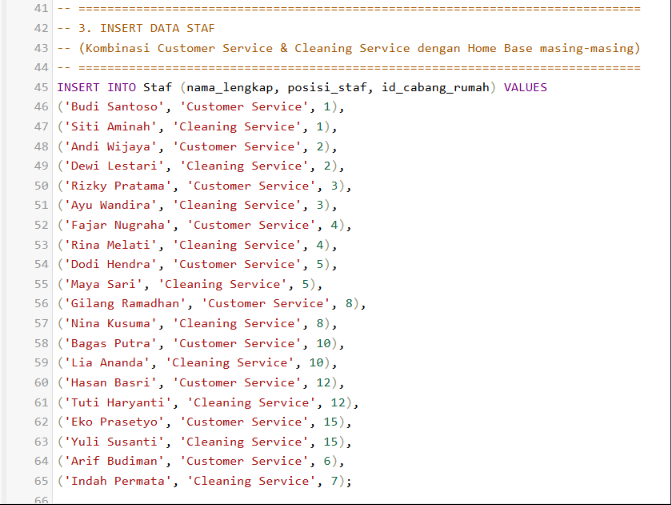 41 -- ===============================================================================
42 -- 3. INSERT DATA STAF
43 -- (Kombinasi Customer Service & Cleaning Service dengan Home Base masing-masing)
44 -- ===============================================================================
45 INSERT INTO Staf (nama_lengkap, posisi_staf, id_cabang_rumah) VALUES
46 ('Budi Santoso', 'Customer Service', 1),
47 ('Siti Aminah', 'Cleaning Service', 1),
48 ('Andi Wijaya', 'Customer Service', 2),
49 ('Dewi Lestari', 'Cleaning Service', 2),
50 ('Rizky Pratama', 'Customer Service', 3),
51 ('Ayu Wandira', 'Cleaning Service', 3),
52 ('Fajar Nugraha', 'Customer Service', 4),
53 ('Rina Melati', 'Cleaning Service', 4),
54 ('Dodi Hendra', 'Customer Service', 5),
55 ('Maya Sari', 'Cleaning Service', 5),
56 ('Gilang Ramadhan', 'Customer Service', 8),
57 ('Nina Kusuma', 'Cleaning Service', 8),
58 ('Bagas Putra', 'Customer Service', 10),
59 ('Lia Ananda', 'Cleaning Service', 10),
60 ('Hasan Basri', 'Customer Service', 12),
61 ('Tuti Haryanti', 'Cleaning Service', 12),
62 ('Eko Prasetyo', 'Customer Service', 15),
63 ('Yuli Susanti', 'Cleaning Service', 15),
64 ('Arif Budiman', 'Customer Service', 6),
65 ('Indah Permata', 'Cleaning Service', 7);
66